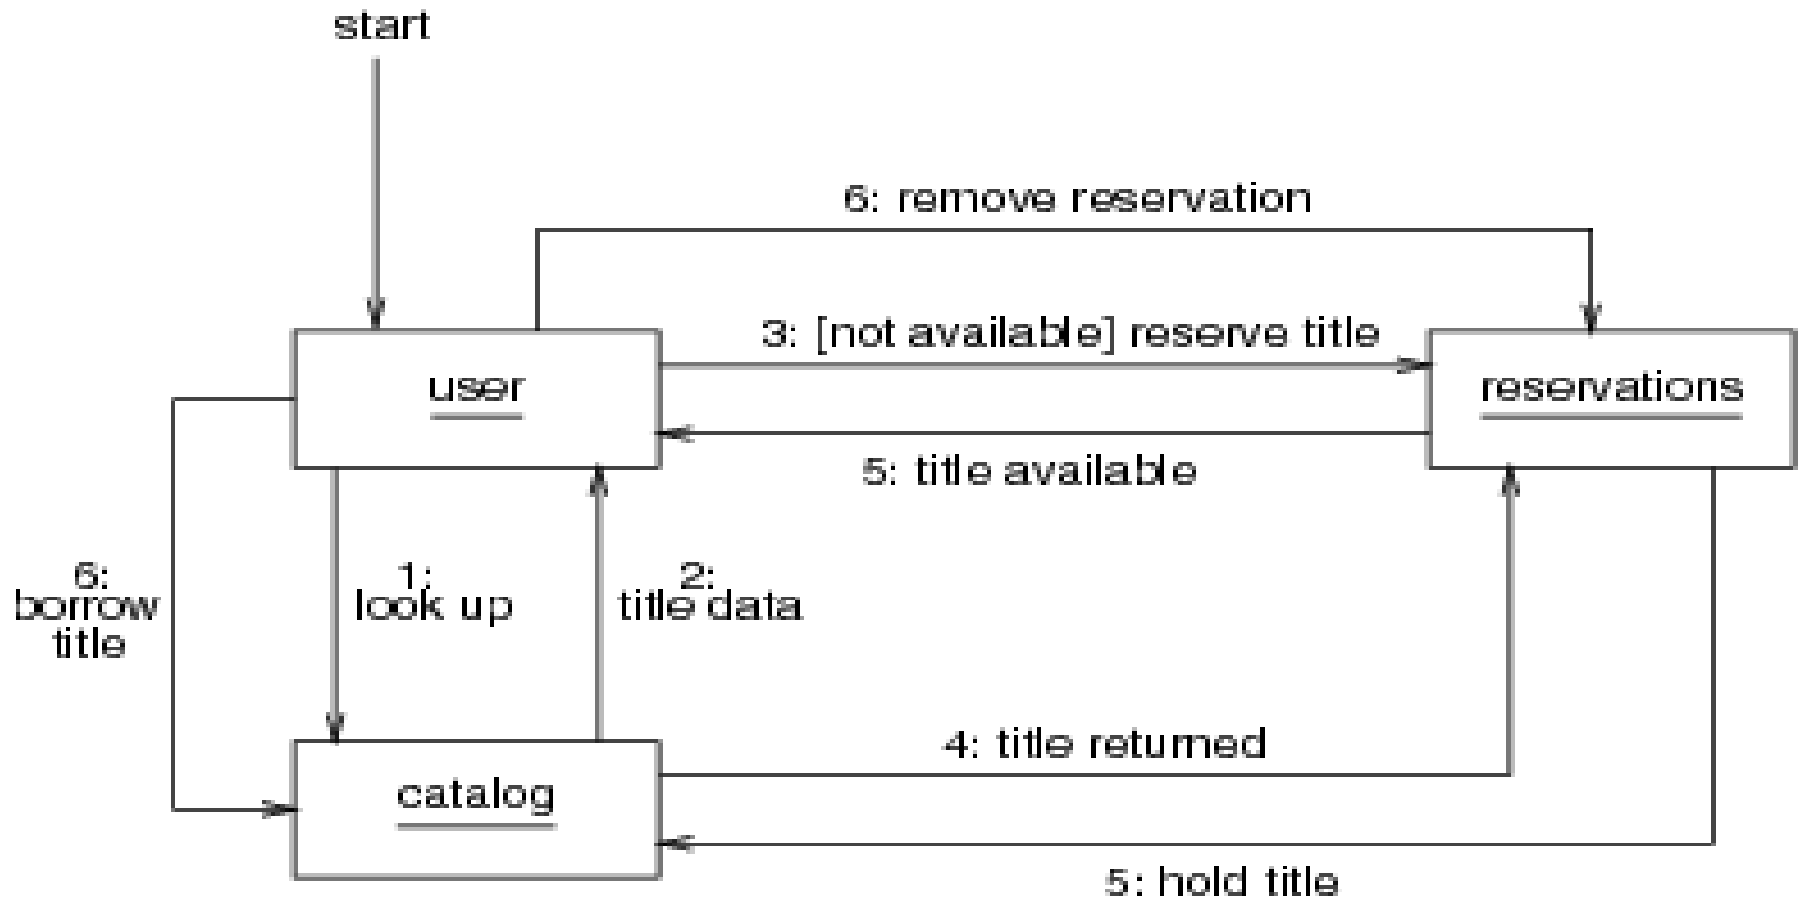 start
6: remove reservation
3: [not available] reserve title
user
reservations
5: title available
6:
borrow
title
1:
look up
2:
title data
4: title returned
catalog
5: hold title